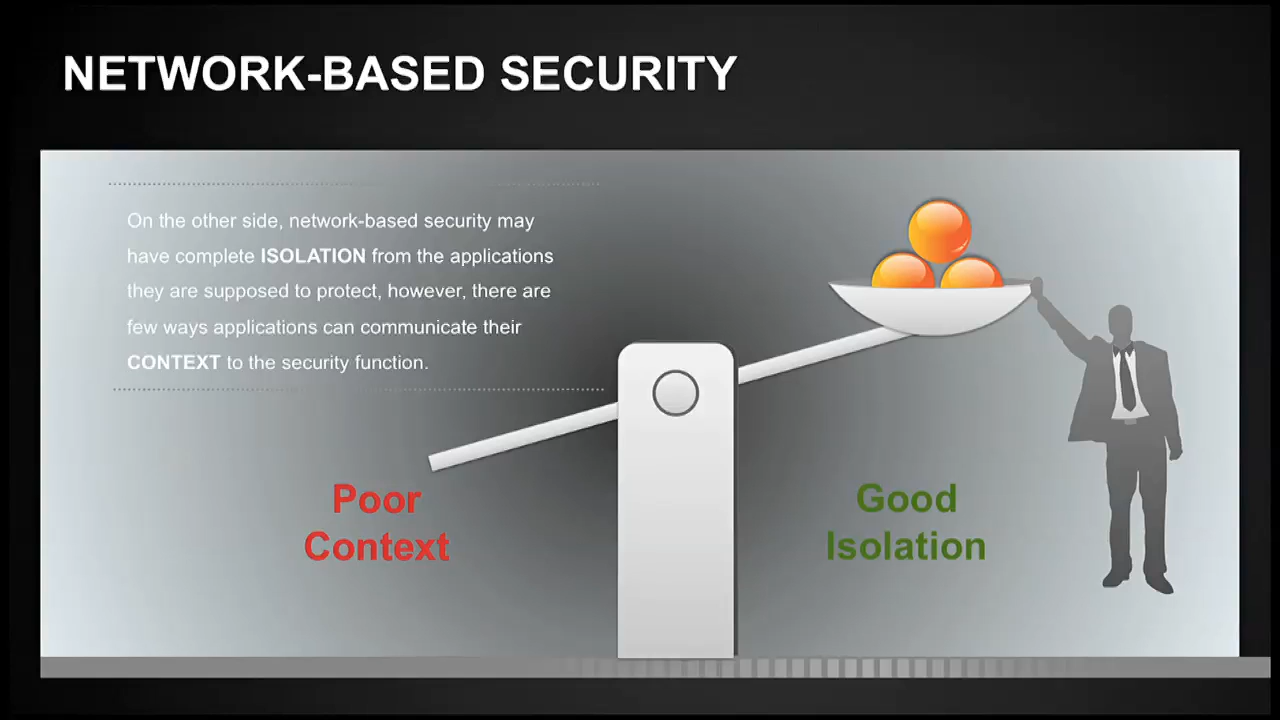 NETWORK-BASED SECURITY
On the other side, network-based security may
have complete ISOLATION from the applications
they are supposed to protect, however, there are
few ways applications can communicate their
CONTEXT to the security function.
Poor
Context
Good
Isolation